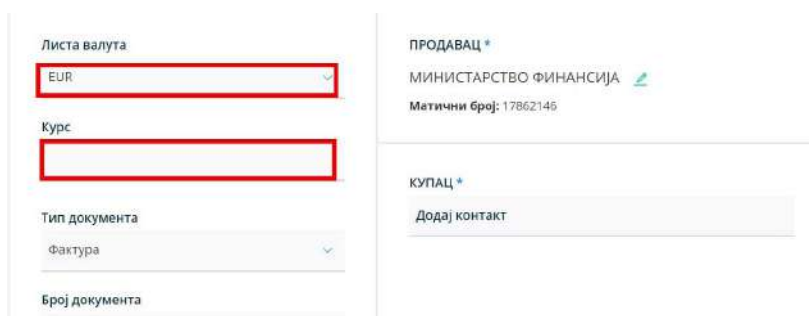 Листа валута
EUR
Курс
Тип документа
Фактура
Број документа
ПРОДАВАЦ *
МИНИСТАРСТВО ФИНАНСИЈА
Матични број: 17862146
КУПАЦ *
Додај контакт